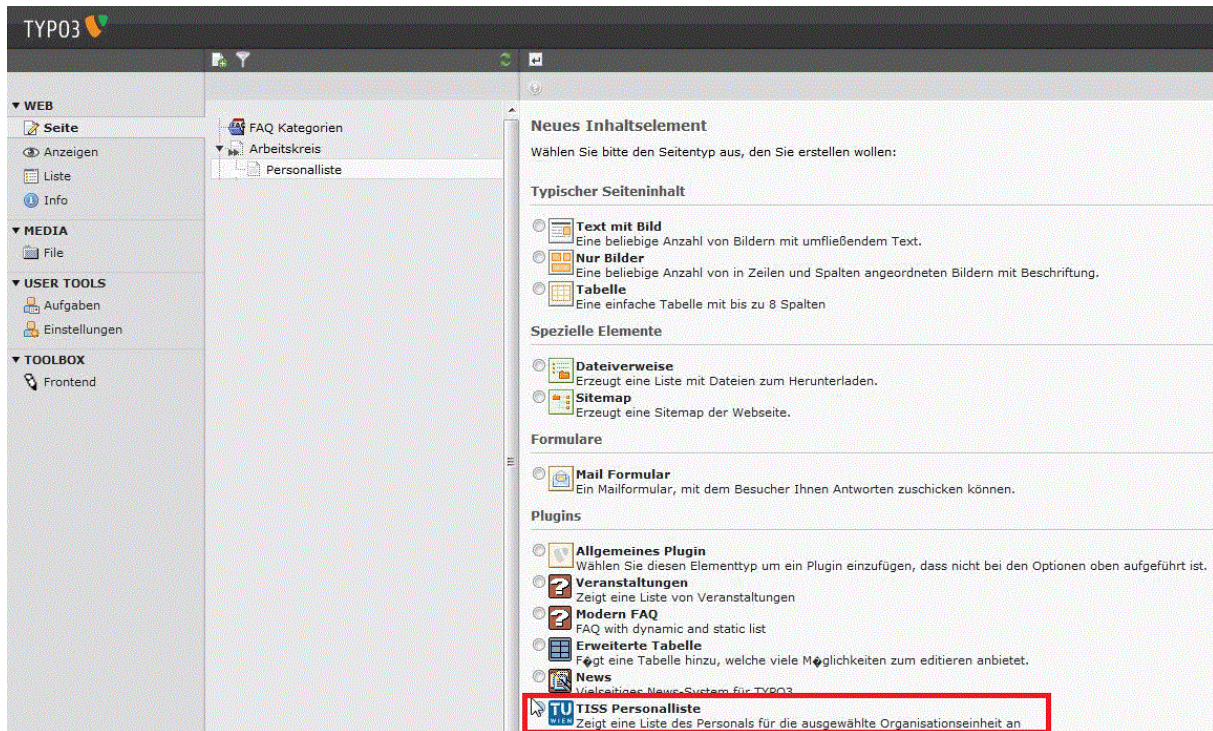 TYPO3
WEB
Seite
Anzeigen
Liste
Info
MEDIA
File
USER TOOLS
Aufgaben
Einstellungen
TOOLBOX
Frontend
FAQ Kategorien
Arbeitskreis
Personalliste
Neues Inhaltselement
Wählen Sie bitte den Seitentyp aus, den Sie erstellen wollen:
Typischer Seiteninhalt
Text mit Bild
Eine beliebige Anzahl von Bildern mit umfließendem Text.
Nur Bilder
Eine beliebige Anzahl von in Zeilen und Spalten angeordneten Bildern mit Beschriftung.
Tabelle
Eine einfache Tabelle mit bis zu 8 Spalten
Spezielle Elemente
Dateiverweise
Erzeugt eine Liste mit Dateien zum Herunterladen.
Sitemap
Erzeugt eine Sitemap der Webseite.
Formulare
Mail Formular
Ein Mailformular, mit dem Besucher Ihnen Antworten zuschicken können.
Plugins
Allgemeines Plugin
Wählen Sie diesen Elementtyp um ein Plugin einzufügen, dass nicht bei den Optionen oben aufgeführt ist.
Veranstaltungen
Zeigt eine Liste von Veranstaltungen
Modern FAQ
FAQ with dynamic and static list
Erweiterte Tabelle
F�gt eine Tabelle hinzu, welche viele M�glichkeiten zum editieren anbietet.
News
Vielseitiges News-System für TYPO3
TU WIEN
TISS Personalliste
Zeigt eine Liste des Personals für die ausgewählte Organisationseinheit an